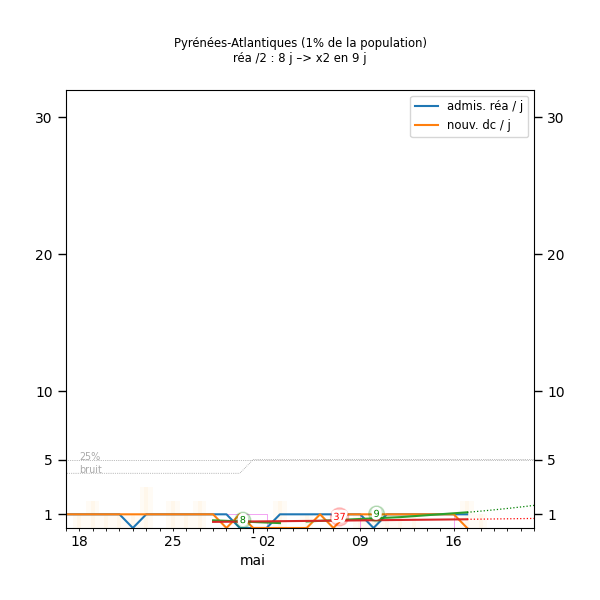 Pyrénées-Atlantiques (1% de la population)
réa /2 : 8 j –> x2 en 9 j
admis. réa / j
nouv. dc / j
30 30
20 20
10 10
5 5
25%
bruit
1 1
8 37 9
18 25 - 02 09 16
mai